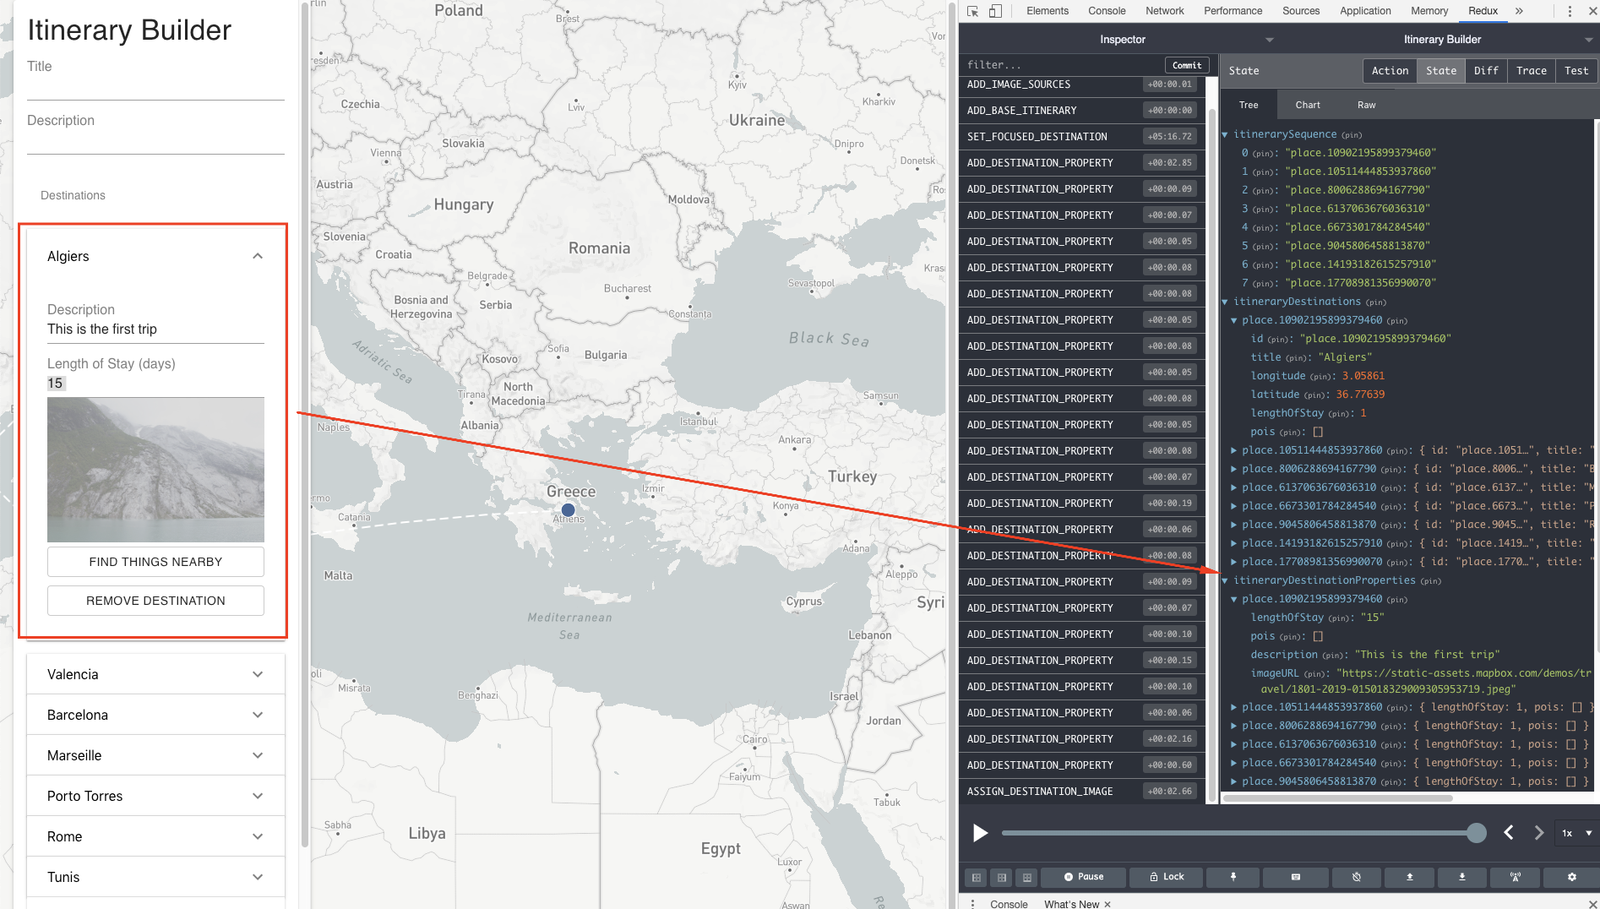 Itinerary Builder
Title
Description
Destinations
Algiers
Description
This is the first trip
Length of Stay (days)
15
FIND THINGS NEARBY
REMOVE DESTINATION
Valencia
Barcelona
Marseille
Porto Torres
Rome
Tunis
Poland
Brest
Kyiv
Kharkiv
Czechia
Lviv
Ukraine
Slovakia
Vienna
Dnipro
Donetsk
Austria
Moldova
Hungary
Slovenia
Romania
Croatia
Belgrade
Sevastopol
Bosnia and
Herzegovina
Serbia
Bucharest
Constanta
Black Sea
Adriatic Sea
Kosovo
Sofia
Bulgaria
North
Macedonia
Tirana
Albania
Naples
Samsun
Istanbul
Ankara
Turkey
Greece
Izmir
Konya
Catania
Athens
Adana
Malta
Aleppo
Cyprus
Mediterranean
Sea
Lebanon
Misrata
Benghazi
Israel
Jordan
Cairo
Faiyum
Tabuk
Sabha
Libya
Egypt
Luxor
Aswan
Elements Console Network Performance Sources Application Memory Redux »
Inspector
Itinerary Builder
filter...
Commit
ADD_IMAGE_SOURCES +00:00.01
ADD_BASE_ITINERARY +00:00:00
SET_FOCUSED_DESTINATION +05:16.72
ADD_DESTINATION_PROPERTY +00:02.85
ADD_DESTINATION_PROPERTY +00:00.09
ADD_DESTINATION_PROPERTY +00:00.07
ADD_DESTINATION_PROPERTY +00:00.05
ADD_DESTINATION_PROPERTY +00:00.08
ADD_DESTINATION_PROPERTY +00:00.08
ADD_DESTINATION_PROPERTY +00:00.05
ADD_DESTINATION_PROPERTY +00:00.08
ADD_DESTINATION_PROPERTY +00:00.05
ADD_DESTINATION_PROPERTY +00:00.08
ADD_DESTINATION_PROPERTY +00:00.05
ADD_DESTINATION_PROPERTY +00:00.08
ADD_DESTINATION_PROPERTY +00:00.07
ADD_DESTINATION_PROPERTY +00:00.19
ADD_DESTINATION_PROPERTY +00:00.06
ADD_DESTINATION_PROPERTY +00:00.08
ADD_DESTINATION_PROPERTY +00:00.09
ADD_DESTINATION_PROPERTY +00:00.07
ADD_DESTINATION_PROPERTY +00:00.10
ADD_DESTINATION_PROPERTY +00:00.15
ADD_DESTINATION_PROPERTY +00:00.10
ADD_DESTINATION_PROPERTY +00:00.06
ADD_DESTINATION_PROPERTY +00:02.16
ADD_DESTINATION_PROPERTY +00:00.60
ASSIGN_DESTINATION_IMAGE +00:02.66
State
Action State Diff Trace Test
Tree Chart Raw
itinerarySequence (pin)
0 (pin): "place.10902195899379460"
1 (pin): "place.10511444853937860"
2 (pin): "place.8006288694167790"
3 (pin): "place.6137063676036310"
4 (pin): "place.6673301784284540"
5 (pin): "place.9045806458813870"
6 (pin): "place.14193182615257910"
7 (pin): "place.17708981356990070"
itineraryDestinations (pin)
place.10902195899379460 (pin)
id (pin): "place.10902195899379460"
title (pin): "Algiers"
longitude (pin): 3.05861
latitude (pin): 36.77639
lengthOfStay (pin): 1
pois (pin): []
place.10511444853937860 (pin): { id: "place.1051…", title: "
place.8006288694167790 (pin): { id: "place.8006…", title: "B
place.6137063676036310 (pin): { id: "place.6137…", title: "M
place.6673301784284540 (pin): { id: "place.6673…", title: "P
place.9045806458813870 (pin): { id: "place.9045…", title: "R
place.14193182615257910 (pin): { id: "place.1419…", title: "
place.17708981356990070 (pin): { id: "place.1770…", title: "
itineraryDestinationProperties (pin)
place.10902195899379460 (pin)
lengthOfStay (pin): "15"
pois (pin): []
description (pin): "This is the first trip"
imageURL (pin): "https://static-assets.mapbox.com/demos/tr
avel/1801-2019-015018329009305953719.jpeg"
place.10511444853937860 (pin): { lengthOfStay: 1, pois: [] }
place.8006288694167790 (pin): { lengthOfStay: 1, pois: [] }
place.6137063676036310 (pin): { lengthOfStay: 1, pois: [] }
place.6673301784284540 (pin): { lengthOfStay: 1, pois: [] }
place.9045806458813870 (pin): { lengthOfStay: 1, pois: [] }
1x
Pause
Lock
Console What's New ×